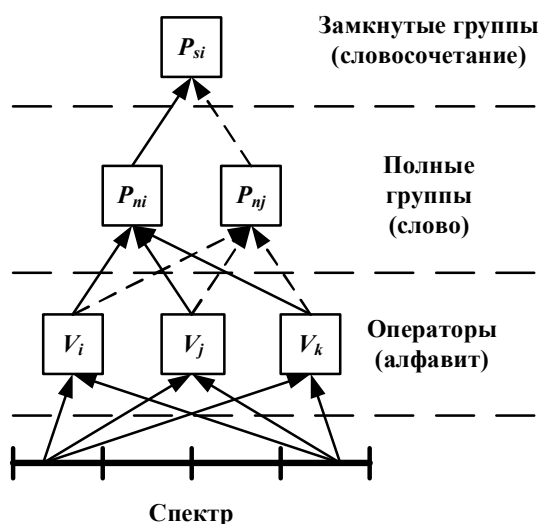 Замкнутые группы
(словосочетание)
P_si
Полные
группы
(слово)
P_ni
P_nj
Операторы
(алфавит)
V_i
V_j
V_k
Спектр